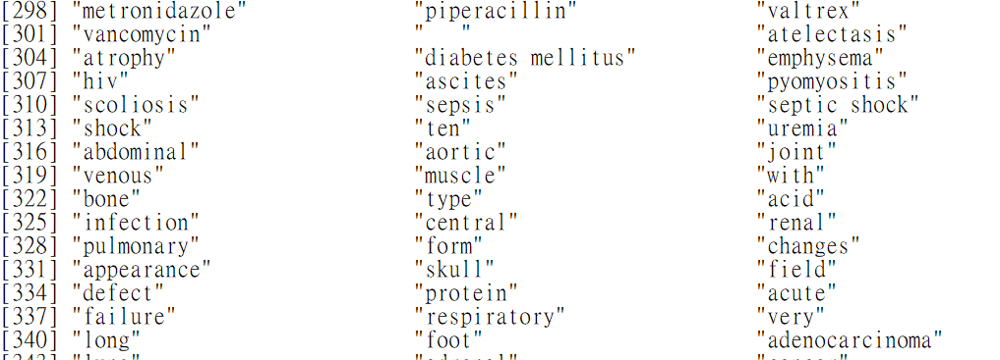 [298] "metronidazole" "piperacillin" "valtrex"
[301] "vancomycin" "   " "atelectasis"
[304] "atrophy" "diabetes mellitus" "emphysema"
[307] "hiv" "ascites" "pyomyositis"
[310] "scoliosis" "sepsis" "septic shock"
[313] "shock" "ten" "uremia"
[316] "abdominal" "aortic" "joint"
[319] "venous" "muscle" "with"
[322] "bone" "type" "acid"
[325] "infection" "central" "renal"
[328] "pulmonary" "form" "changes"
[331] "appearance" "skull" "field"
[334] "defect" "protein" "acute"
[337] "failure" "respiratory" "very"
[340] "long" "foot" "adenocarcinoma"